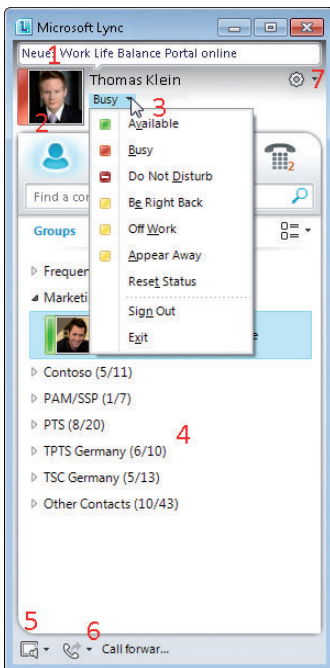 Microsoft Lync
Neues Work Life Balance Portal online
1
Thomas Klein
7
Busy
3
2
Available
Busy
Do Not Disturb
Be Right Back
Off Work
Appear Away
Reset Status
Sign Out
Exit
2
Find a con
Groups
Frequen
Marketi
e
Contoso (5/11)
PAM/SSP (1/7)
PTS (8/20)
4
TPTS Germany (6/10)
TSC Germany (5/13)
Other Contacts (10/43)
5
6
Call forwar...